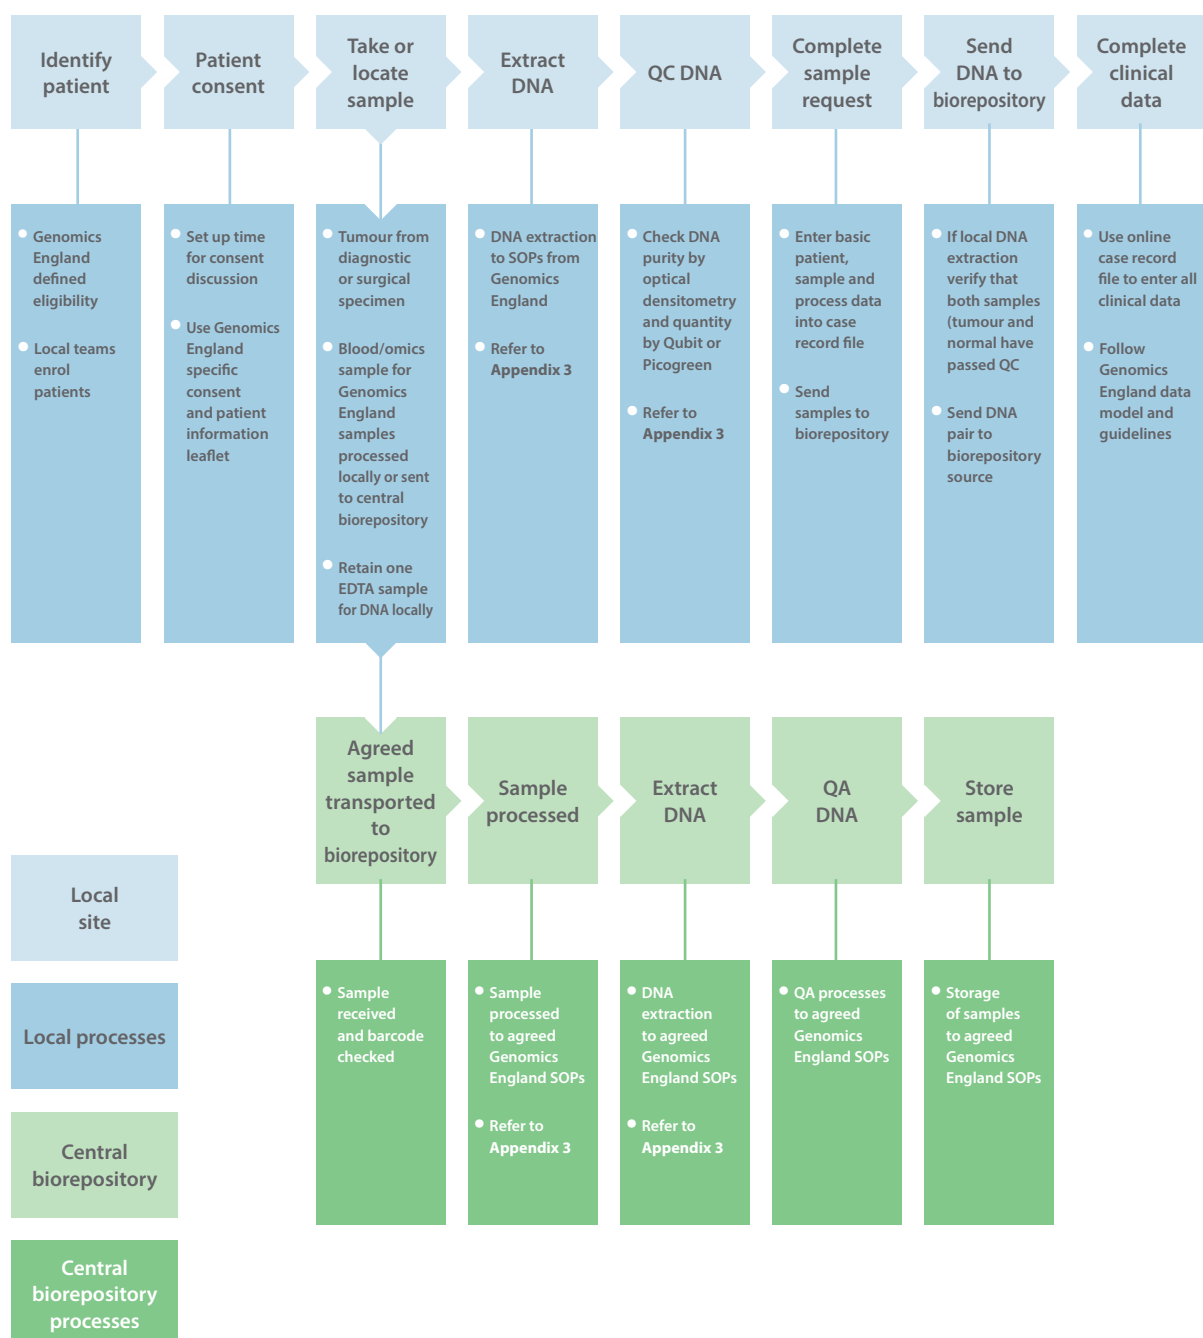 Identify
patient
Patient
consent
Take or
locate
sample
Extract
DNA
QC DNA
Complete
sample
request
Send
DNA to
biorepository
Complete
clinical
data
Genomics
England
defined
eligibility
Local teams
enrol
patients
Set up time
for consent
discussion
Use Genomics
England
specific
consent
and patient
information
leaflet
Tumour from
diagnostic
or surgical
specimen
Blood/omics
sample for
Genomics
England
samples
processed
locally or sent
to central
biorepository
Retain one
EDTA sample
for DNA locally
DNA extraction
to SOPs from
Genomics
England
Refer to
Appendix 3
Check DNA
purity by
optical
densitometry
and quantity
by Qubit or
Picogreen
Refer to
Appendix 3
Enter basic
patient,
sample and
process data
into case
record file
Send
samples to
biorepository
If local DNA
extraction
verify that
both samples
(tumour and
normal have
passed QC
Send DNA
pair to
biorepository
source
Use online
case record
file to enter all
clinical data
Follow
Genomics
England data
model and
guidelines
Agreed
sample
transported
to
biorepository
Sample
processed
Extract
DNA
QA
DNA
Store
sample
Sample
received
and barcode
checked
Sample
processed
to agreed
Genomics
England SOPs
Refer to
Appendix 3
DNA
extraction
to agreed
Genomics
England SOPs
Refer to
Appendix 3
QA processes
to agreed
Genomics
England SOPs
Storage
of samples
to agreed
Genomics
England SOPs
Local
site
Local processes
Central
biorepository
Central
biorepository
processes